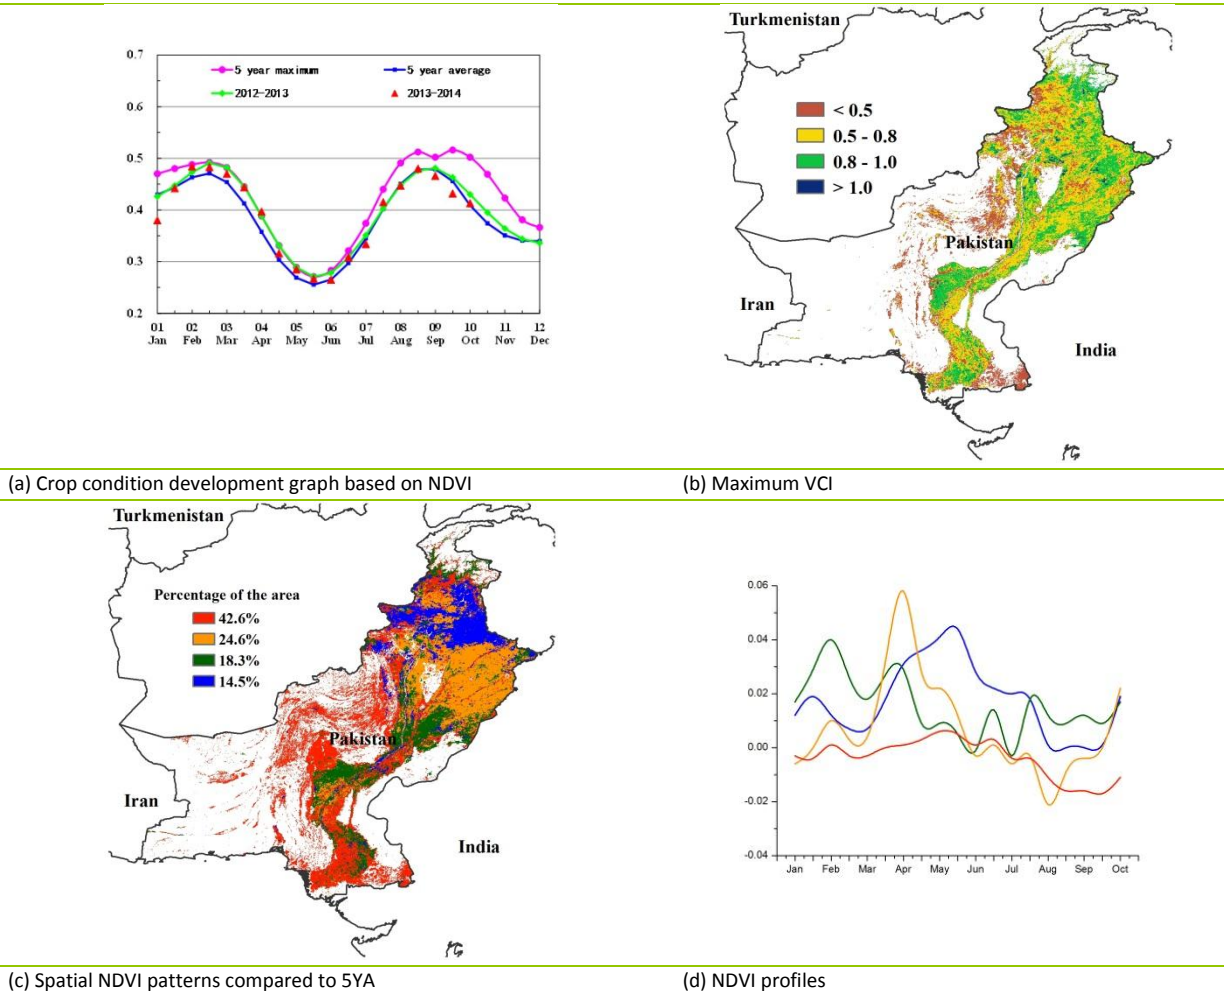 0.7
0.6
0.5
0.4
0.3
0.2
5 year maximum
5 year average
2012-2013
2013-2014
01 02 03 04 05 06 07 08 09 10 11 12
Jan Feb Mar Apr May Jun Jul Aug Sep Oct Nov Dec
Turkmenistan
< 0.5
0.5 - 0.8
0.8 - 1.0
> 1.0
Pakistan
Iran
India
(a) Crop condition development graph based on NDVI
(b) Maximum VCI
Turkmenistan
Percentage of the area
42.6%
24.6%
18.3%
14.5%
Pakistan
Iran
India
0.06
0.04
0.02
0.00
-0.02
-0.04
Jan Feb Mar Apr May Jun Jul Aug Sep Oct
(c) Spatial NDVI patterns compared to 5YA
(d) NDVI profiles